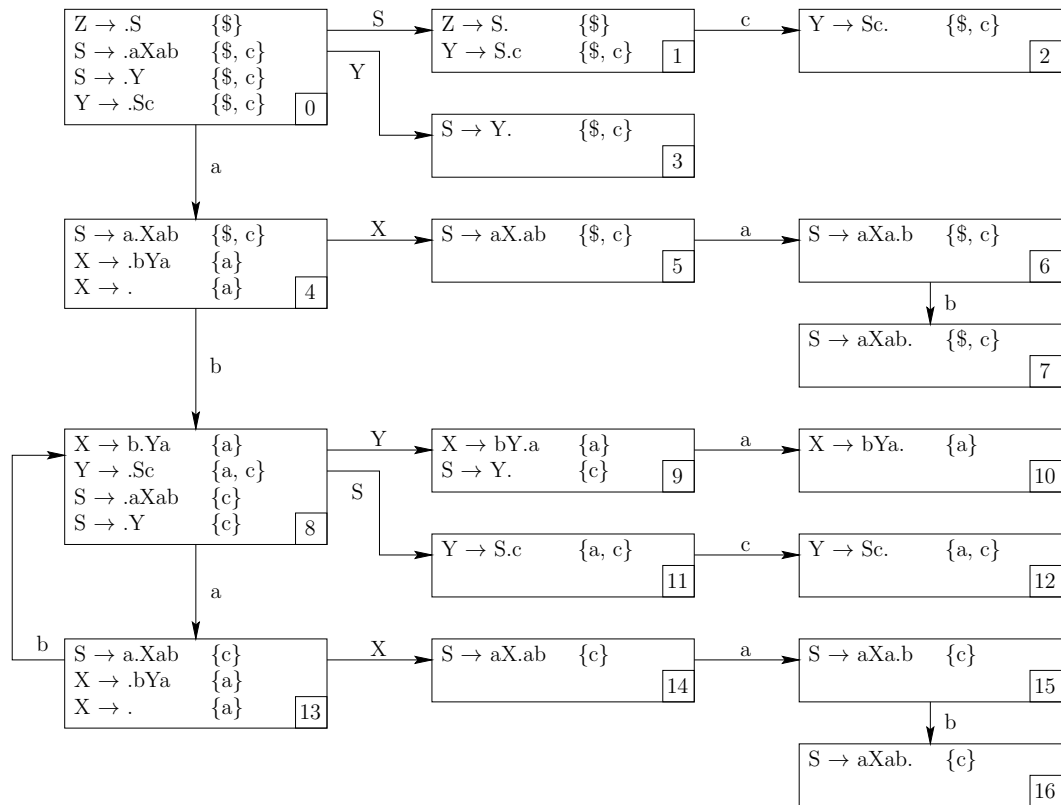 Z → .S {$}
S → .aXab {$, c}
S → .Y {$, c}
Y → .Sc {$, c}
0
S
Y
Z → S. {$}
Y → S.c {$, c}
1
c
Y → Sc. {$, c}
2
S → Y. {$, c}
3
a
S → a.Xab {$, c}
X → .bYa {a}
X → . {a}
4
X
S → aX.ab {$, c}
5
a
S → aXa.b {$, c}
6
b
S → aXab. {$, c}
7
b
X → b.Ya {a}
Y → .Sc {a, c}
S → .aXab {c}
S → .Y {c}
8
Y
S
X → bY.a {a}
S → Y. {c}
9
a
X → bYa. {a}
10
Y → S.c {a, c}
11
c
Y → Sc. {a, c}
12
a
b
S → a.Xab {c}
X → .bYa {a}
X → . {a}
13
X
S → aX.ab {c}
14
a
S → aXa.b {c}
15
b
S → aXab. {c}
16